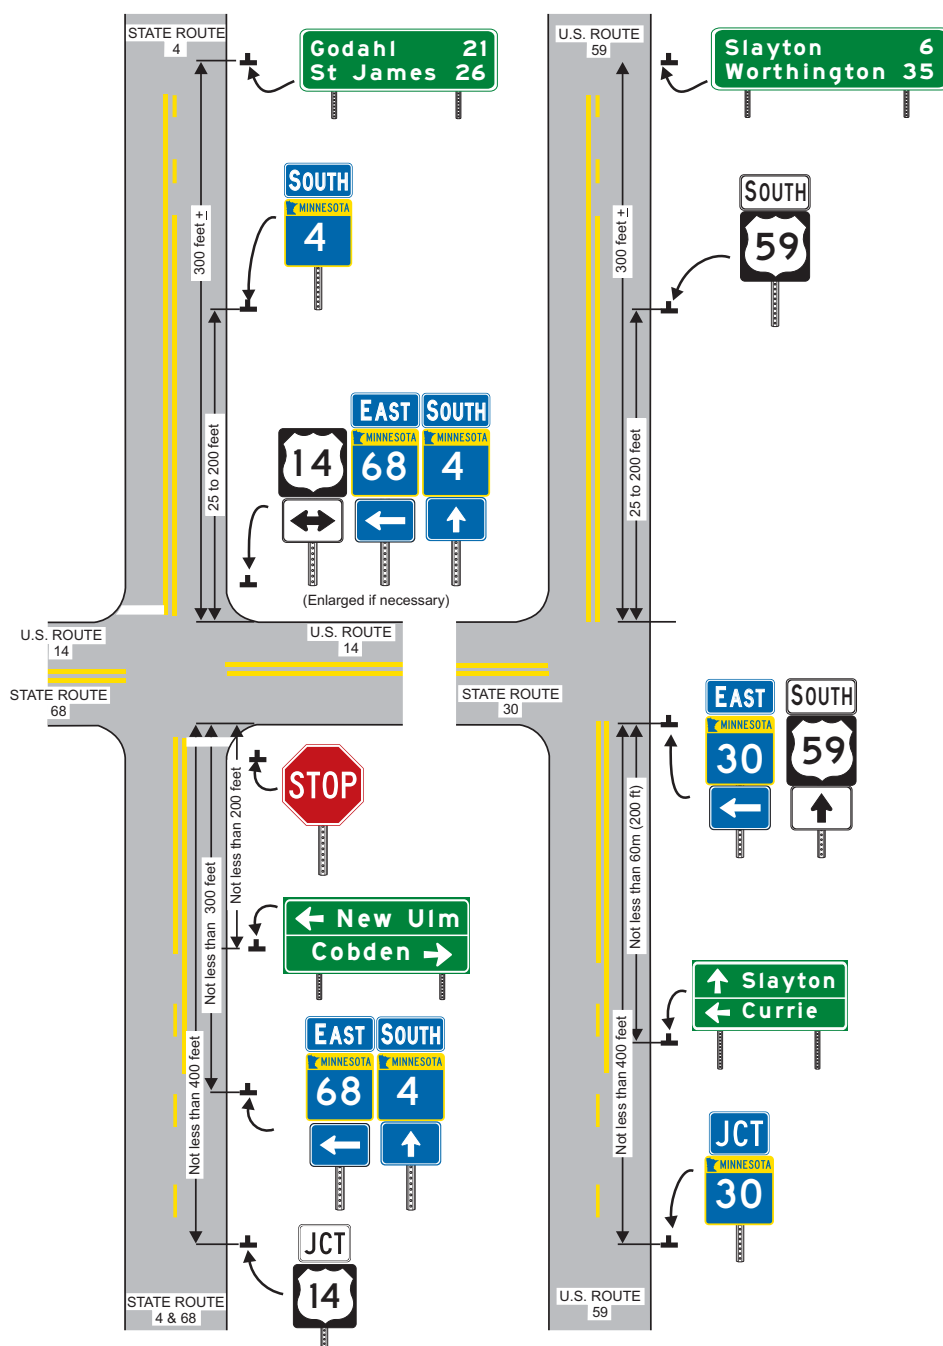 STATE ROUTE
4
Godahl 21
St James 26
300 feet ±
SOUTH
MINNESOTA
4
25 to 200 feet
EAST
SOUTH
14
MINNESOTA
68
MINNESOTA
4
(Enlarged if necessary)
U.S. ROUTE
14
U.S. ROUTE
14
STATE ROUTE
68
STOP
Not less than 200 feet
New Ulm
Cobden
Not less than 300 feet
EAST
SOUTH
MINNESOTA
68
MINNESOTA
4
Not less than 400 feet
JCT
14
STATE ROUTE
4 & 68
U.S. ROUTE
59
Slayton 6
Worthington 35
300 feet ±
SOUTH
59
25 to 200 feet
STATE ROUTE
30
EAST
SOUTH
MINNESOTA
30
59
Not less than 60m (200 ft)
Slayton
Currie
Not less than 400 feet
JCT
MINNESOTA
30
U.S. ROUTE
59